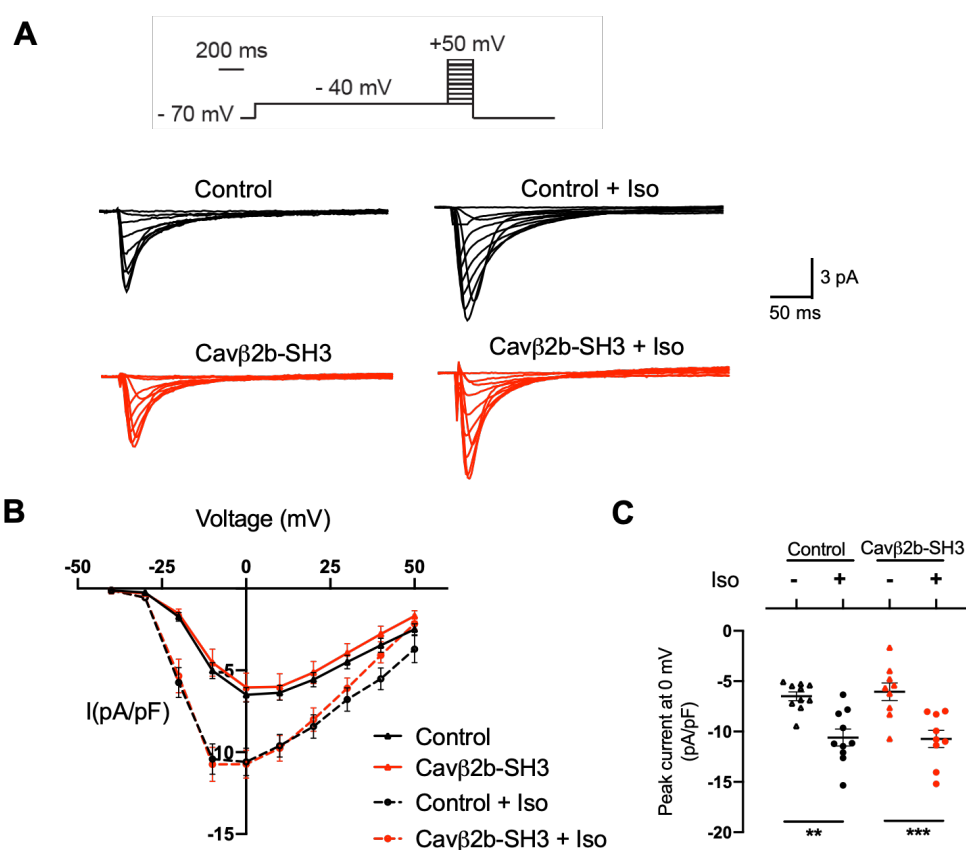 A
200 ms
+50 mV
- 40 mV
- 70 mV
Control
Control + Iso
3 pA
50 ms
Cavβ2b-SH3
Cavβ2b-SH3 + Iso
B
Voltage (mV)
-50
-25
0
25
50
-5
I(pA/pF)
-10
-15
Control
Cavβ2b-SH3
Control + Iso
Cavβ2b-SH3 + Iso
C
Control
Cavβ2b-SH3
Iso
-
+
-
+
0
-5
-10
-15
-20
Peak current at 0 mV
(pA/pF)
**
***